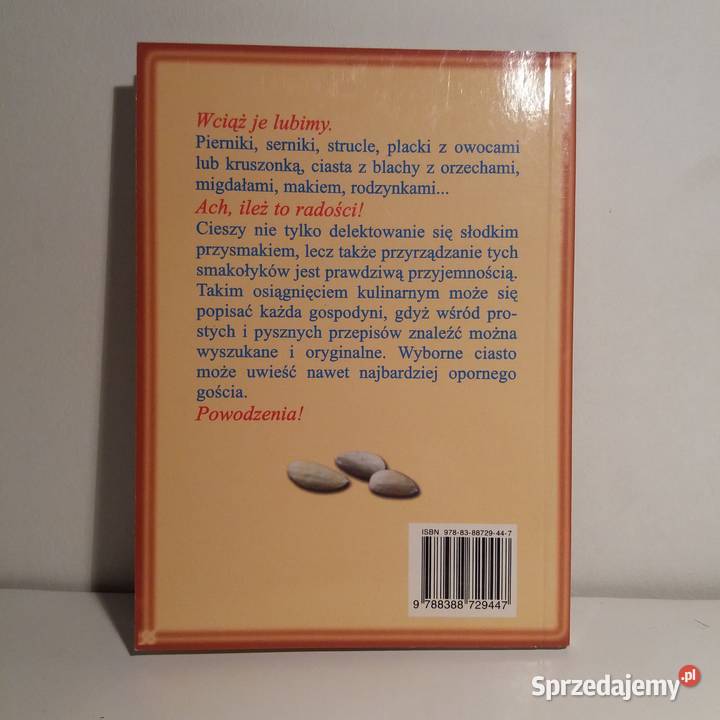 Wciąż je lubimy.
Pierniki, serniki, strucle, placki z owocami
lub kruszonką, ciasta z blachy z orzechami,
migdałami, makiem, rodzynkami...
Ach, ileż to radości!
Cieszy nie tylko delektowanie się słodkim
przysmakiem, lecz także przyrządzanie tych
smakołyków jest prawdziwą przyjemnością.
Takim osiągnięciem kulinarnym może się
popisać każda gospodyni, gdyż wśród pro-
stych i pysznych przepisów znaleźć można
wyszukane i oryginalne. Wyborne ciasto
może uwieść nawet najbardziej opornego
gościa.
Powodzenia!
ISBN 978-83-88729-44-7
9 788388 729447
Sprzedajemy.pl